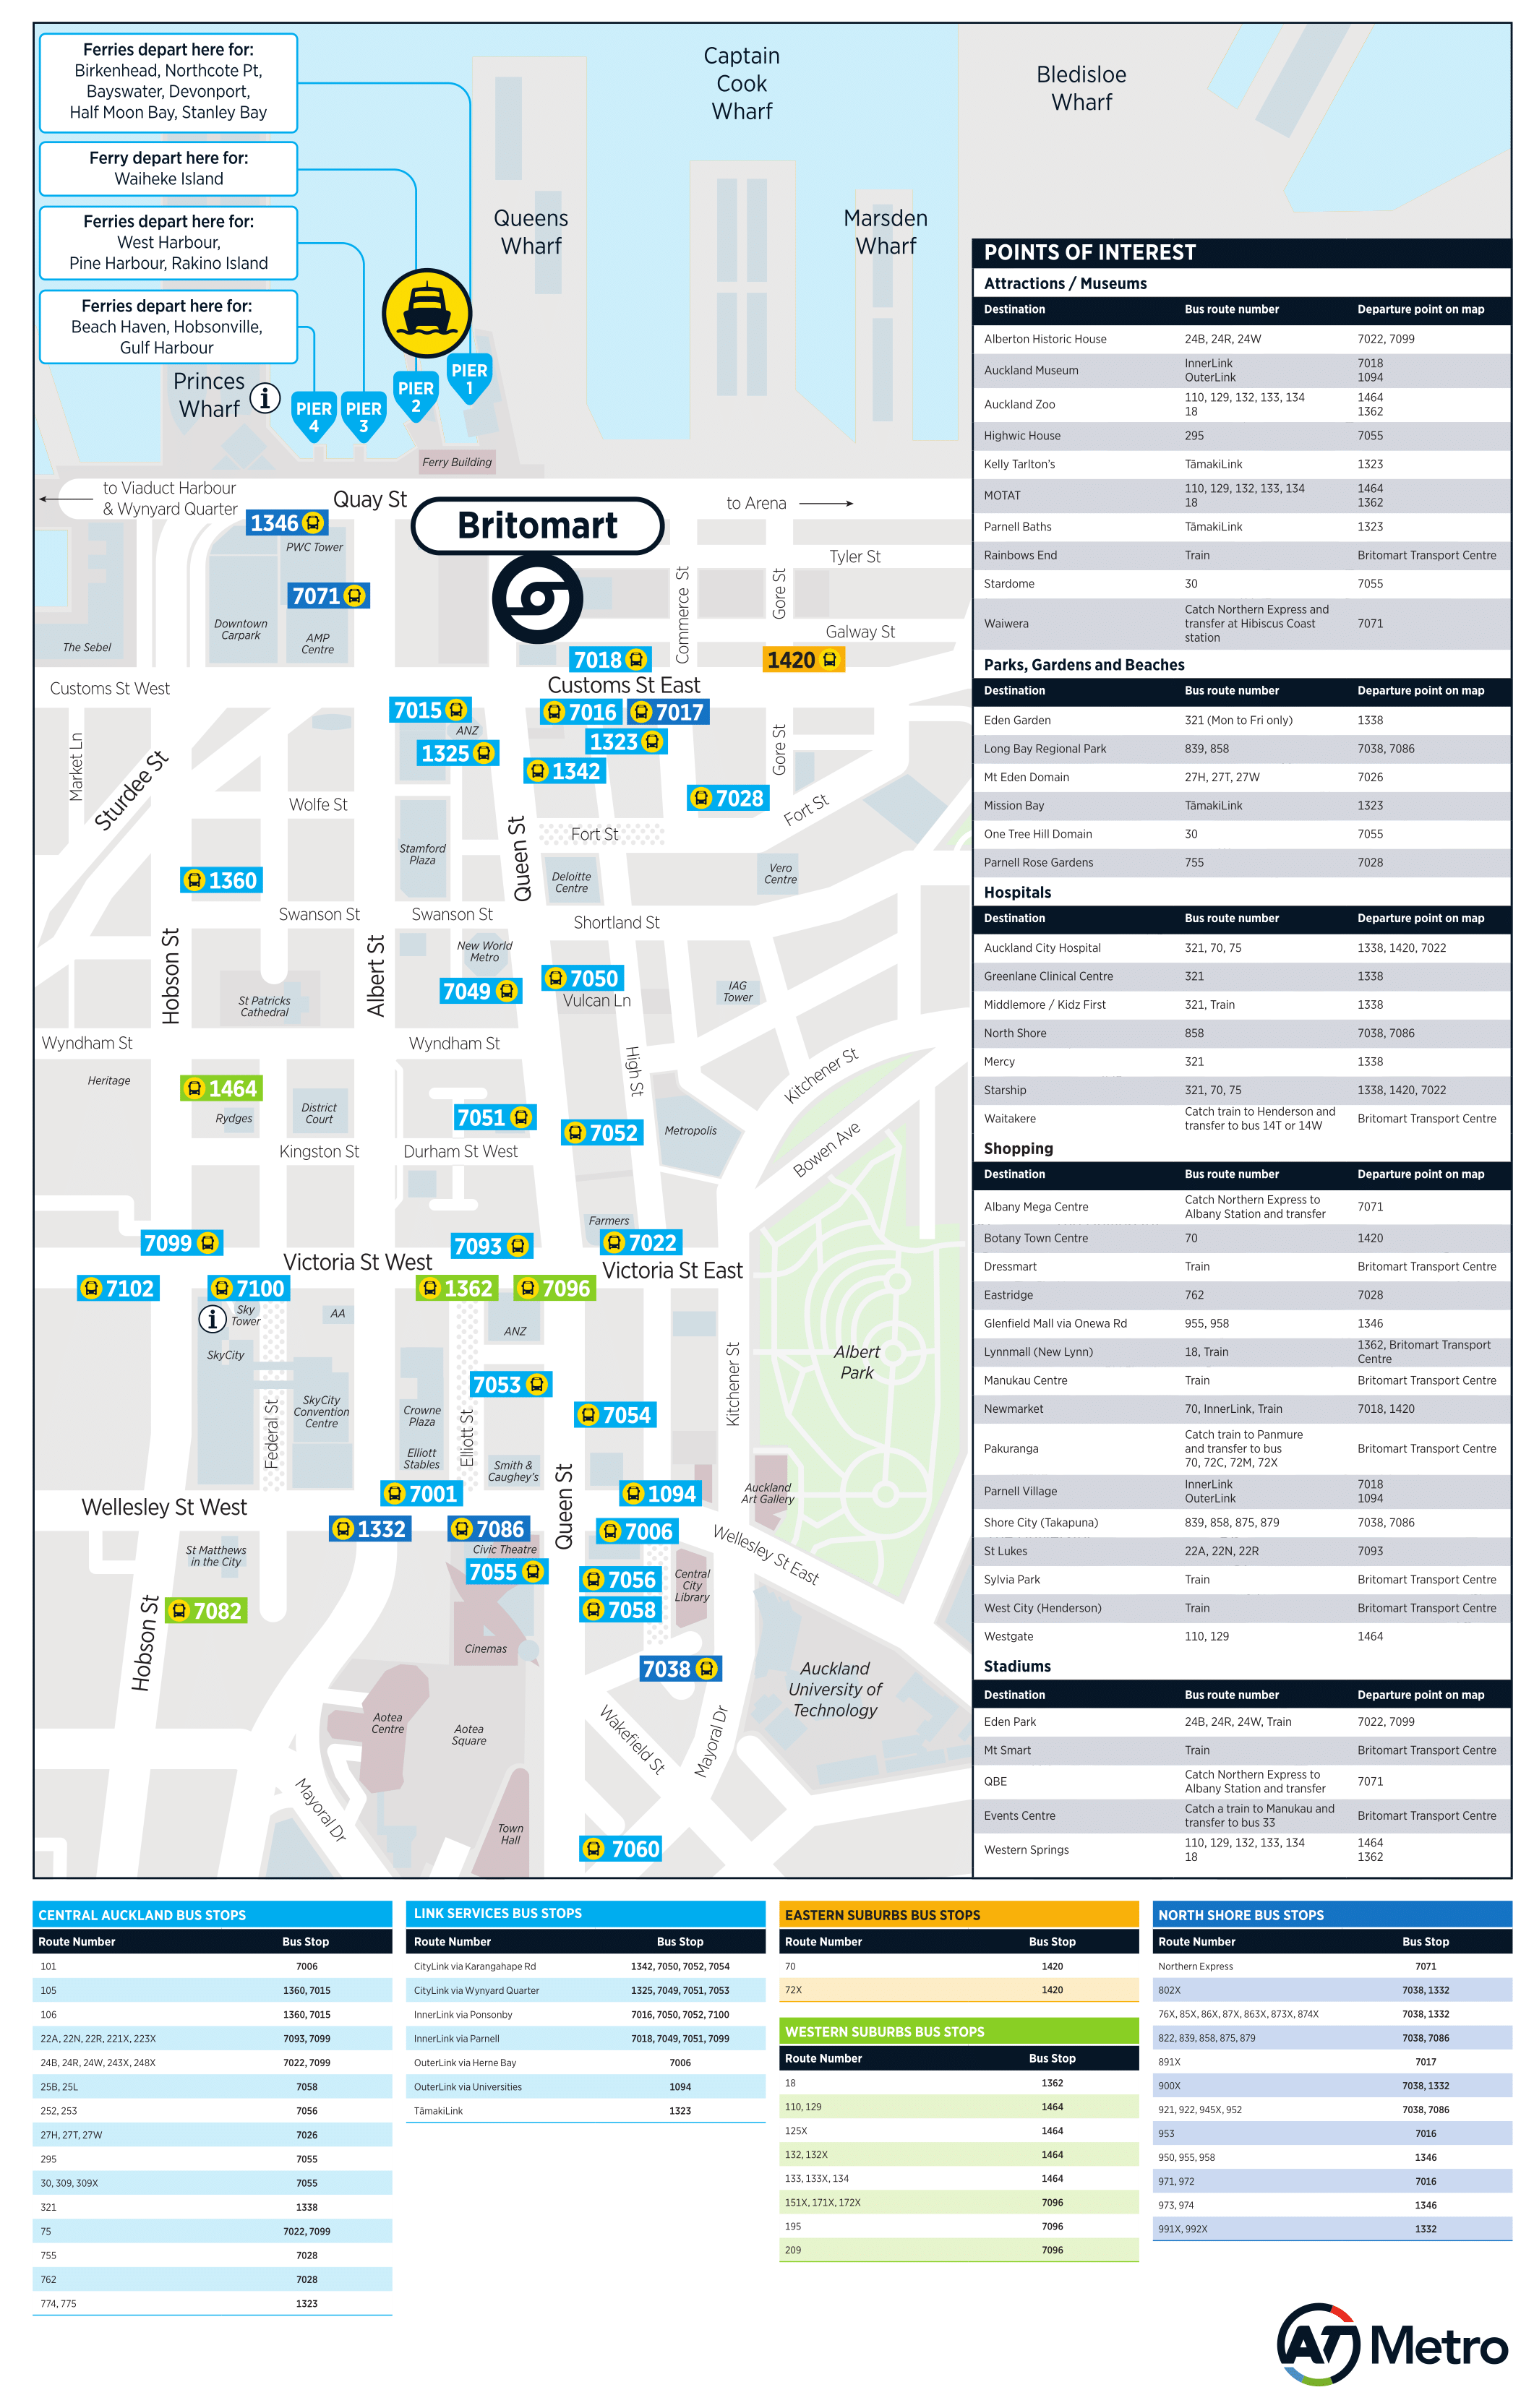 Ferries depart here for:
Birkenhead, Northcote Pt,
Bayswater, Devonport,
Half Moon Bay, Stanley Bay
Ferry depart here for:
Waiheke Island
Ferries depart here for:
West Harbour,
Pine Harbour, Rakino Island
Ferries depart here for:
Beach Haven, Hobsonville,
Gulf Harbour
Captain
Cook
Wharf
Bledisloe
Wharf
Queens
Wharf
Marsden
Wharf
Princes
Wharf
i
PIER
4
PIER
3
PIER
2
PIER
1
Ferry Building
to Viaduct Harbour
& Wynyard Quarter
Quay St
Britomart
to Arena
1346
PWC Tower
Tyler St
7071
Commerce St
Gore St
Downtown
Carpark
AMP
Centre
The Sebel
Galway St
7018
1420
Customs St West
Customs St East
7015
ANZ
7016
7017
1325
1323
1342
Gore St
Market Ln
Sturdee St
7028
Wolfe St
Fort St
Fort St
Stamford
Plaza
Queen St
Deloitte
Centre
Vero
Centre
1360
Swanson St
Swanson St
Shortland St
Hobson St
Albert St
New World
Metro
7049
7050
Vulcan Ln
IAG
Tower
St Patricks
Cathedral
Wyndham St
Wyndham St
High St
Kitchener St
Heritage
1464
Rydges
District
Court
7051
7052
Metropolis
Kingston St
Durham St West
Bowen Ave
Farmers
7099
7093
7022
Victoria St West
Victoria St East
7102
7100
1362
7096
i
Sky
Tower
AA
ANZ
SkyCity
Albert
Park
Kitchener St
7053
SkyCity
Convention
Centre
Crowne
Plaza
7054
Federal St
Elliott St
Elliott
Stables
Smith &
Caughey's
Queen St
7001
1094
Auckland
Art Gallery
Wellesley St West
1332
7086
7006
Wellesley St East
Civic Theatre
St Matthews
in the City
7055
7056
Central
City
Library
7082
7058
Hobson St
Cinemas
7038
Auckland
University of
Technology
Aotea
Centre
Aotea
Square
Wakefield St
Mayoral Dr
Mayoral Dr
Town
Hall
7060
POINTS OF INTEREST
Attractions / Museums
Destination Bus route number Departure point on map
Alberton Historic House 24B, 24R, 24W 7022, 7099
Auckland Museum InnerLink 7018
OuterLink 1094
Auckland Zoo 110, 129, 132, 133, 134 1464
18 1362
Highwic House 295 7055
Kelly Tarlton's TāmakiLink 1323
MOTAT 110, 129, 132, 133, 134 1464
18 1362
Parnell Baths TāmakiLink 1323
Rainbows End Train Britomart Transport Centre
Stardome 30 7055
Waiwera Catch Northern Express and
transfer at Hibiscus Coast
station 7071
Parks, Gardens and Beaches
Destination Bus route number Departure point on map
Eden Garden 321 (Mon to Fri only) 1338
Long Bay Regional Park 839, 858 7038, 7086
Mt Eden Domain 27H, 27T, 27W 7026
Mission Bay TāmakiLink 1323
One Tree Hill Domain 30 7055
Parnell Rose Gardens 755 7028
Hospitals
Destination Bus route number Departure point on map
Auckland City Hospital 321, 70, 75 1338, 1420, 7022
Greenlane Clinical Centre 321 1338
Middlemore / Kidz First 321, Train 1338
North Shore 858 7038, 7086
Mercy 321 1338
Starship 321, 70, 75 1338, 1420, 7022
Waitakere Catch train to Henderson and
transfer to bus 14T or 14W Britomart Transport Centre
Shopping
Destination Bus route number Departure point on map
Albany Mega Centre Catch Northern Express to
Albany Station and transfer 7071
Botany Town Centre 70 1420
Dressmart Train Britomart Transport Centre
Eastridge 762 7028
Glenfield Mall via Onewa Rd 955, 958 1346
Lynnmall (New Lynn) 18, Train 1362, Britomart Transport
Centre
Manukau Centre Train Britomart Transport Centre
Newmarket 70, InnerLink, Train 7018, 1420
Pakuranga Catch train to Panmure
and transfer to bus
70, 72C, 72M, 72X Britomart Transport Centre
Parnell Village InnerLink 7018
OuterLink 1094
Shore City (Takapuna) 839, 858, 875, 879 7038, 7086
St Lukes 22A, 22N, 22R 7093
Sylvia Park Train Britomart Transport Centre
West City (Henderson) Train Britomart Transport Centre
Westgate 110, 129 1464
Stadiums
Destination Bus route number Departure point on map
Eden Park 24B, 24R, 24W, Train 7022, 7099
Mt Smart Train Britomart Transport Centre
QBE Catch Northern Express to
Albany Station and transfer 7071
Events Centre Catch a train to Manukau and
transfer to bus 33 Britomart Transport Centre
Western Springs 110, 129, 132, 133, 134 1464
18 1362
CENTRAL AUCKLAND BUS STOPS
Route Number Bus Stop
101 7006
105 1360, 7015
106 1360, 7015
22A, 22N, 22R, 221X, 223X 7093, 7099
24B, 24R, 24W, 243X, 248X 7022, 7099
25B, 25L 7058
252, 253 7056
27H, 27T, 27W 7026
295 7055
30, 309, 309X 7055
321 1338
75 7022, 7099
755 7028
762 7028
774, 775 1323
LINK SERVICES BUS STOPS
Route Number Bus Stop
CityLink via Karangahape Rd 1342, 7050, 7052, 7054
CityLink via Wynyard Quarter 1325, 7049, 7051, 7053
InnerLink via Ponsonby 7016, 7050, 7052, 7100
InnerLink via Parnell 7018, 7049, 7051, 7099
OuterLink via Herne Bay 7006
OuterLink via Universities 1094
TāmakiLink 1323
EASTERN SUBURBS BUS STOPS
Route Number Bus Stop
70 1420
72X 1420
WESTERN SUBURBS BUS STOPS
Route Number Bus Stop
18 1362
110, 129 1464
125X 1464
132, 132X 1464
133, 133X, 134 1464
151X, 171X, 172X 7096
195 7096
209 7096
NORTH SHORE BUS STOPS
Route Number Bus Stop
Northern Express 7071
802X 7038, 1332
76X, 85X, 86X, 87X, 863X, 873X, 874X 7038, 1332
822, 839, 858, 875, 879 7038, 7086
891X 7017
900X 7038, 1332
921, 922, 945X, 952 7038, 7086
953 7016
950, 955, 958 1346
971, 972 7016
973, 974 1346
991X, 992X 1332
AT Metro